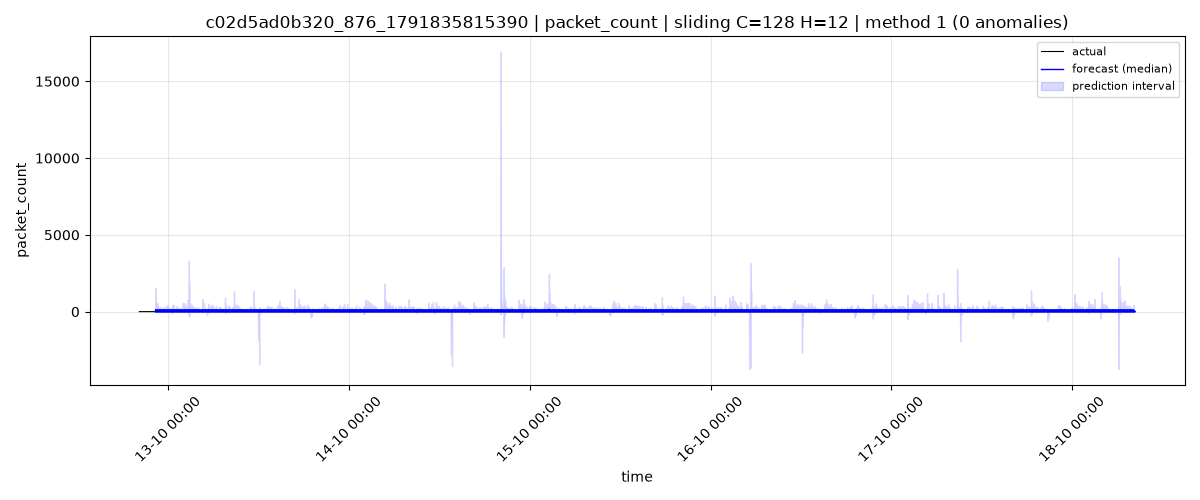 c02d5ad0b320_876_1791835815390 | packet_count | sliding C=128 H=12 | method 1 (0 anomalies)
actual
forecast (median)
prediction interval
packet_count
15000
10000
5000
0
13-10 00:00
14-10 00:00
15-10 00:00
16-10 00:00
17-10 00:00
18-10 00:00
time